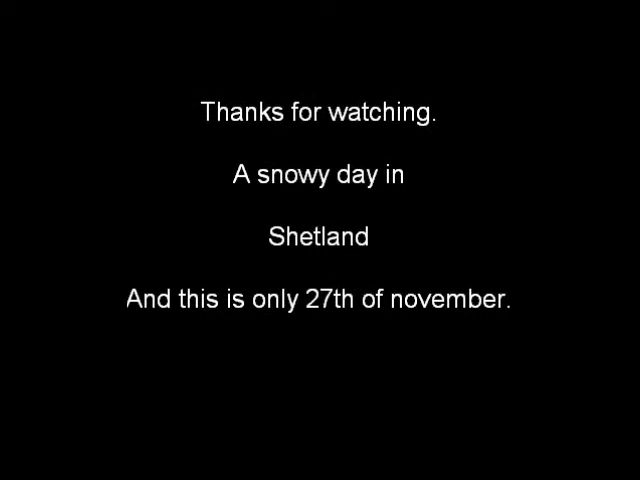 Thanks for watching.
A snowy day in
Shetland
And this is only 27th of november.